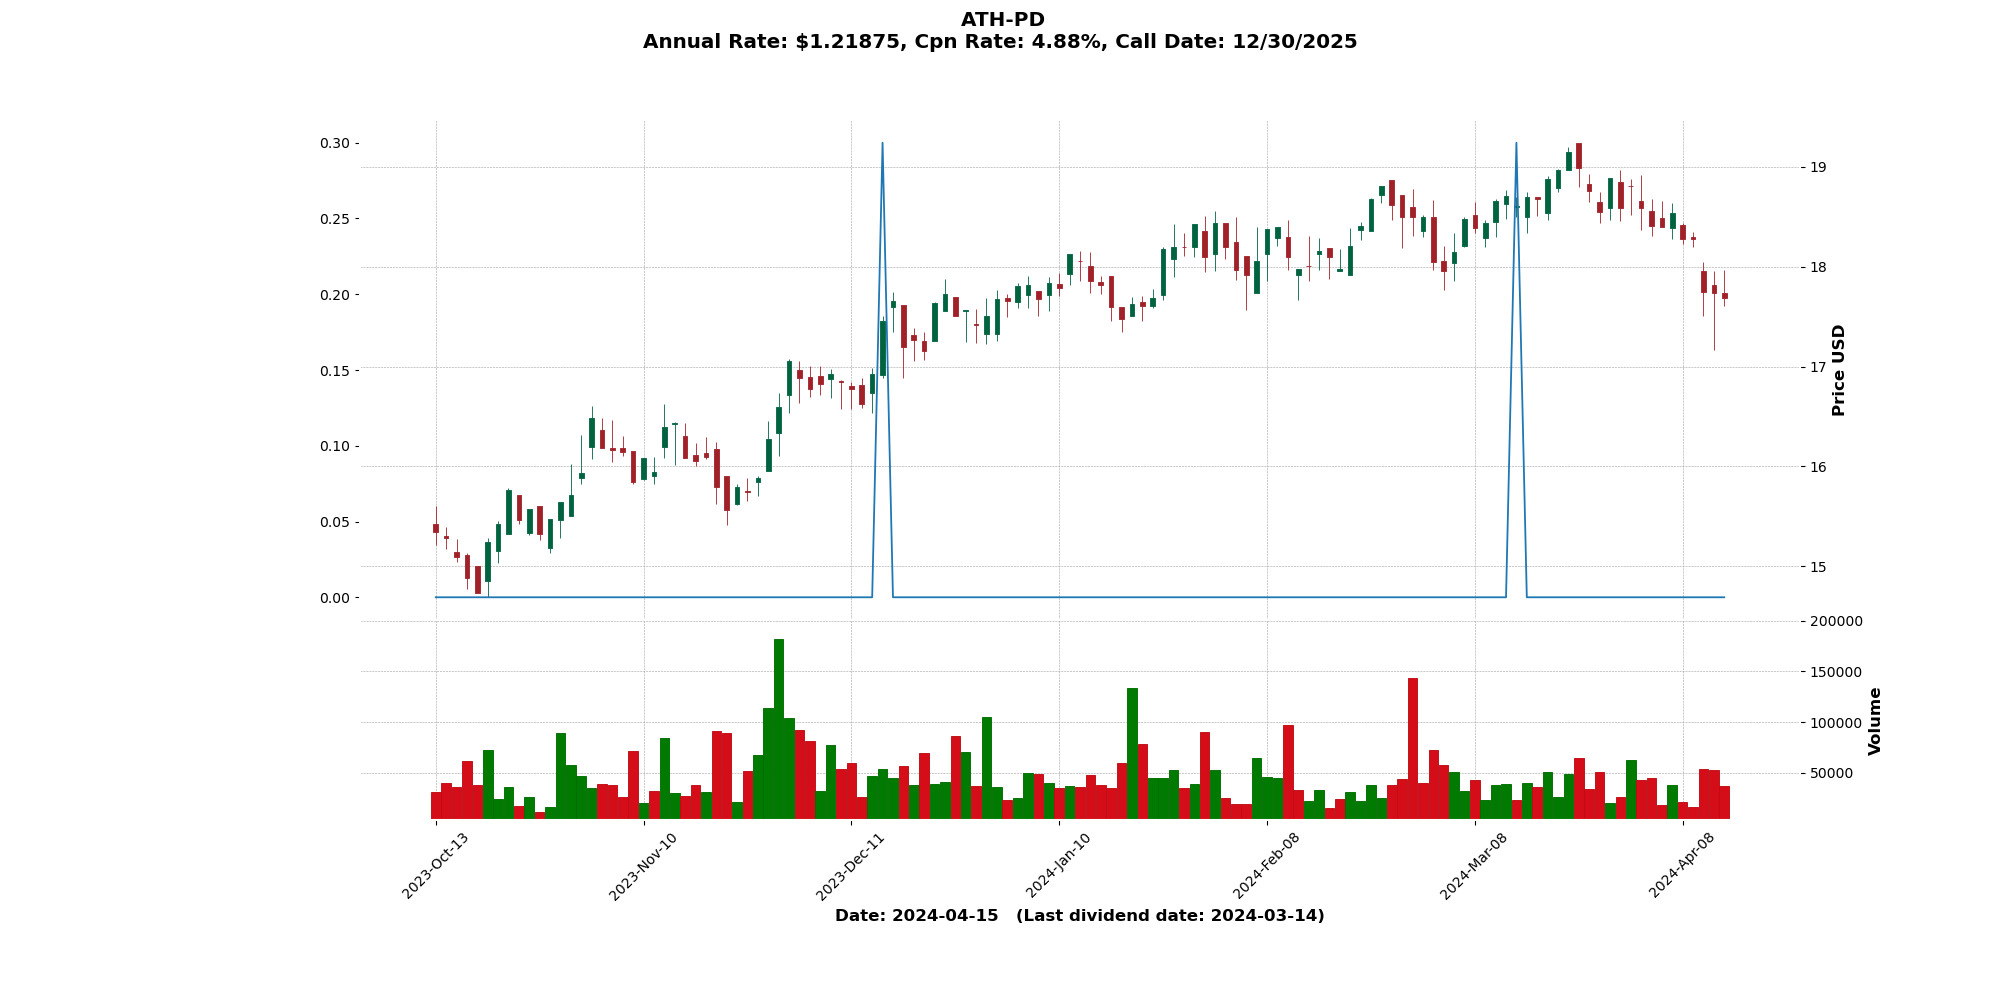 ATH-PD
Annual Rate: $1.21875, Cpn Rate: 4.88%, Call Date: 12/30/2025
0.30
0.25
0.20
0.15
0.10
0.05
0.00
19
18
17
16
15
Price USD
200000
150000
100000
50000
Volume
2023-Oct-13
2023-Nov-10
2023-Dec-11
2024-Jan-10
2024-Feb-08
2024-Mar-08
2024-Apr-08
Date: 2024-04-15   (Last dividend date: 2024-03-14)